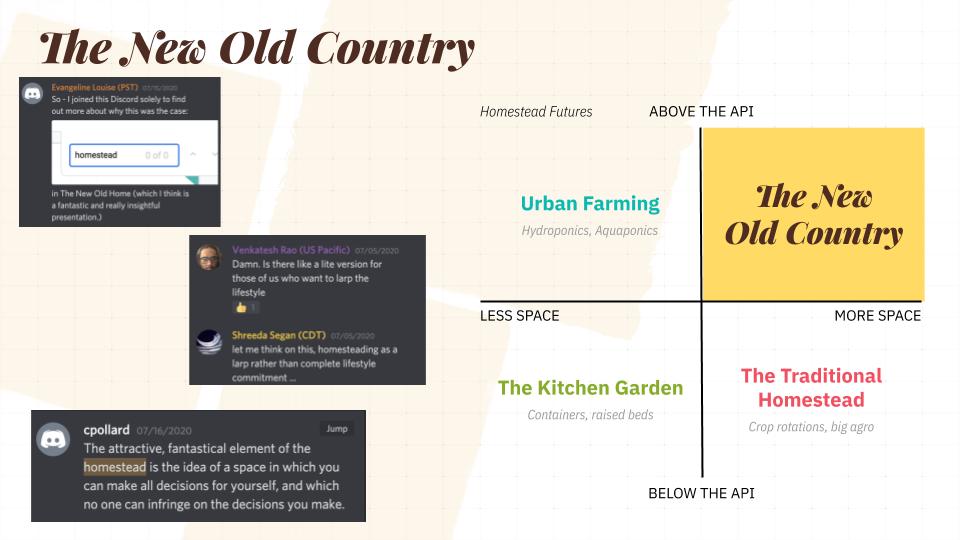 The New Old Country
Evangeline Louise (PST) 07/15/2020
So - I joined this Discord solely to find
out more about why this was the case:
homestead 0 of 0
in The New Old Home (which I think is
a fantastic and really insightful
presentation.)
Venkatesh Rao (US Pacific) 07/05/2020
Damn. Is there like a lite version for
those of us who want to larp the
lifestyle
👍 1
Shreeda Segan (CDT) 07/05/2020
let me think on this, homesteading as a
larp rather than complete lifestyle
commitment ...
cpollard 07/16/2020 Jump
The attractive, fantastical element of the
homestead is the idea of a space in which you
can make all decisions for yourself, and which
no one can infringe on the decisions you make.
Homestead Futures
ABOVE THE API
Urban Farming
Hydroponics, Aquaponics
The New
Old Country
LESS SPACE
MORE SPACE
The Kitchen Garden
Containers, raised beds
The Traditional
Homestead
Crop rotations, big agro
BELOW THE API